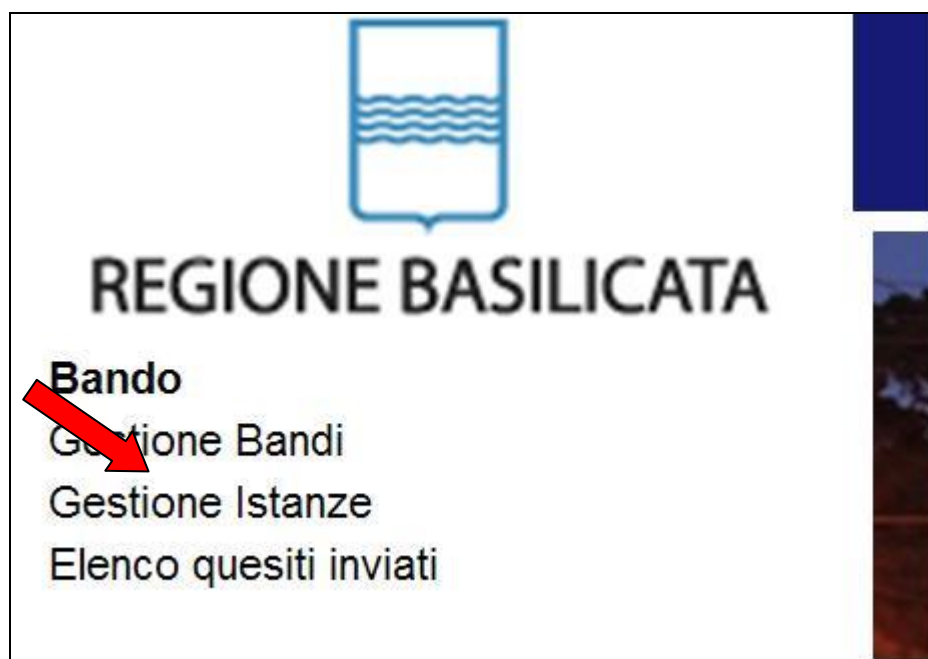 REGIONE BASILICATA
Bando
Gestione Bandi
Gestione Istanze
Elenco quesiti inviati